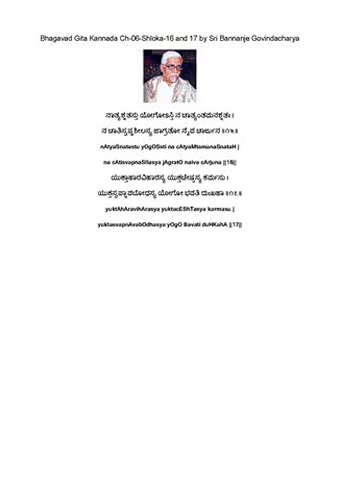 Bhagavad Gita Kannada Ch-06-Shloka-16 and 17 by Sri Bannanje Govindacharya
ನಾತ್ಯಶ್ನತಸ್ತು ಯೋಗೋಽಸ್ತಿ ನ ಚಾತ್ಯಂತಮನಶ್ನತಃ ।
ನ ಚಾತಿಸ್ವಪ್ನಶೀಲಸ್ಯ ಜಾಗ್ರತೋ ನೈವ ಚಾರ್ಜುನ ॥೧೬॥
nAtyaSnatastu yOgOSsti na cAtyaMtamanaSnataH |
na cAtisvapnaSIlasya jAgratO naiva cArjuna ||16||
ಯುಕ್ತಾಹಾರವಿಹಾರಸ್ಯ ಯುಕ್ತಚೇಷ್ಟಸ್ಯ ಕರ್ಮಸು ।
ಯುಕ್ತಸ್ವಪ್ನಾವಬೋಧಸ್ಯ ಯೋಗೋ ಭವತಿ ದುಃಖಹಾ ॥೧೭॥
yuktAhAravihArasya yuktacEShTasya karmasu ||
yuktasvapnAvabOdhasya yOgO Bavati duHKahA ||17||